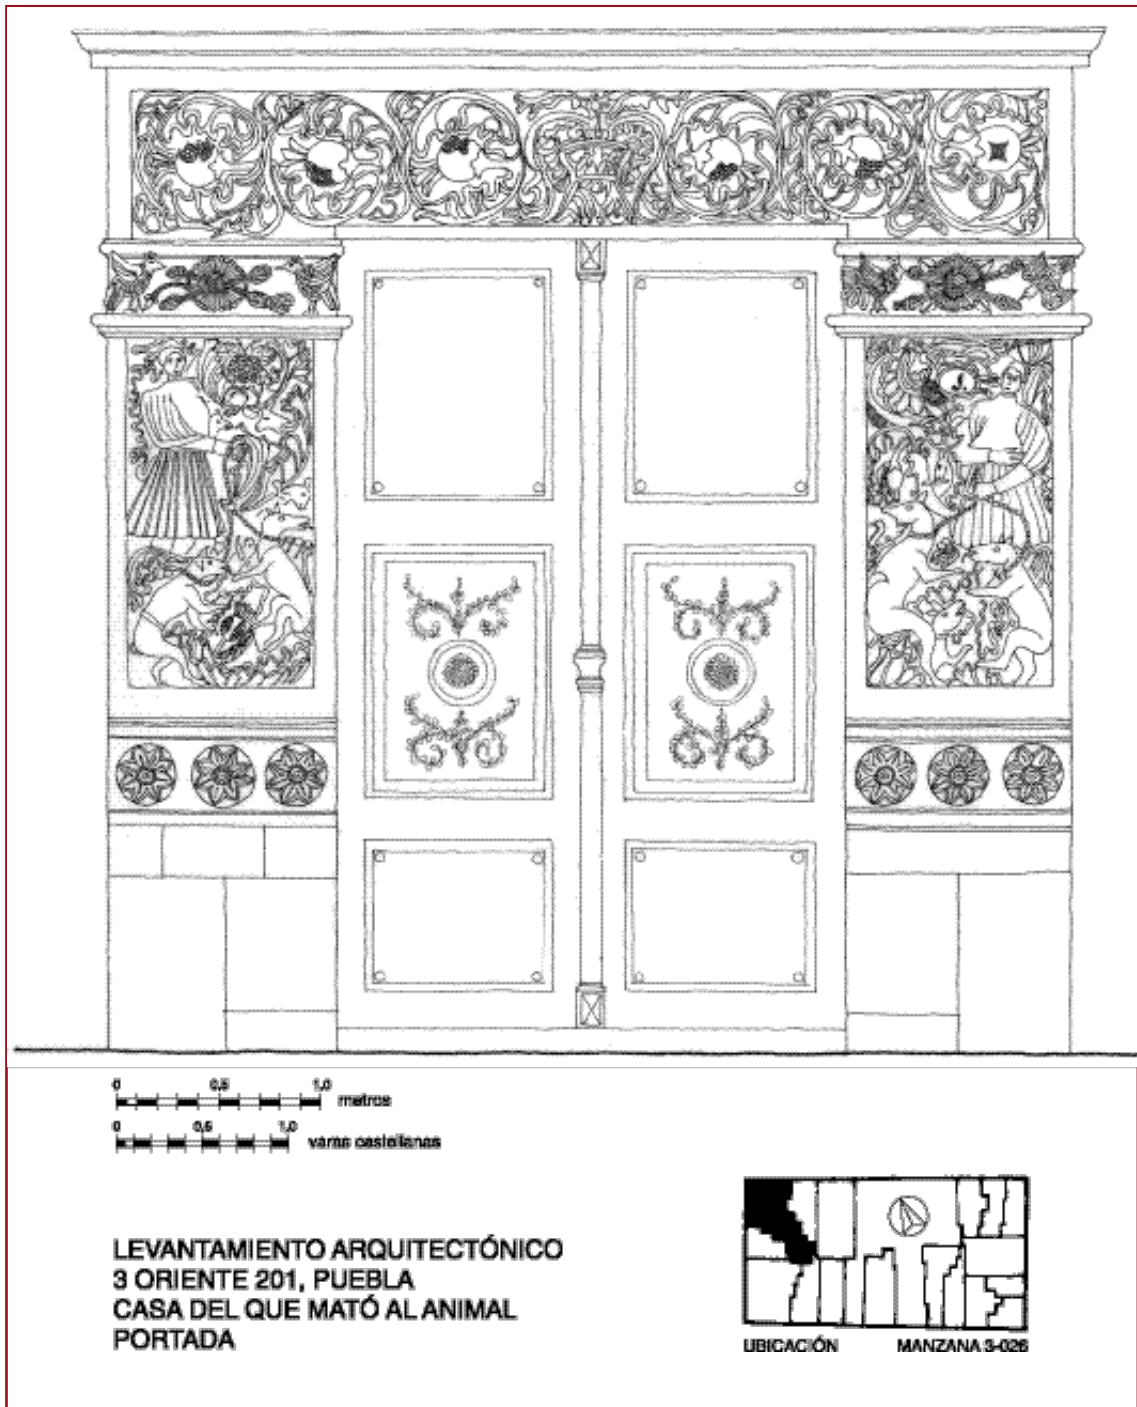 0 0,5 1,0 metros
0 0,5 1,0 varas castellanas
LEVANTAMIENTO ARQUITECTÓNICO
3 ORIENTE 201, PUEBLA
CASA DEL QUE MATÓ AL ANIMAL
PORTADA
UBICACIÓN MANZANA 3-026